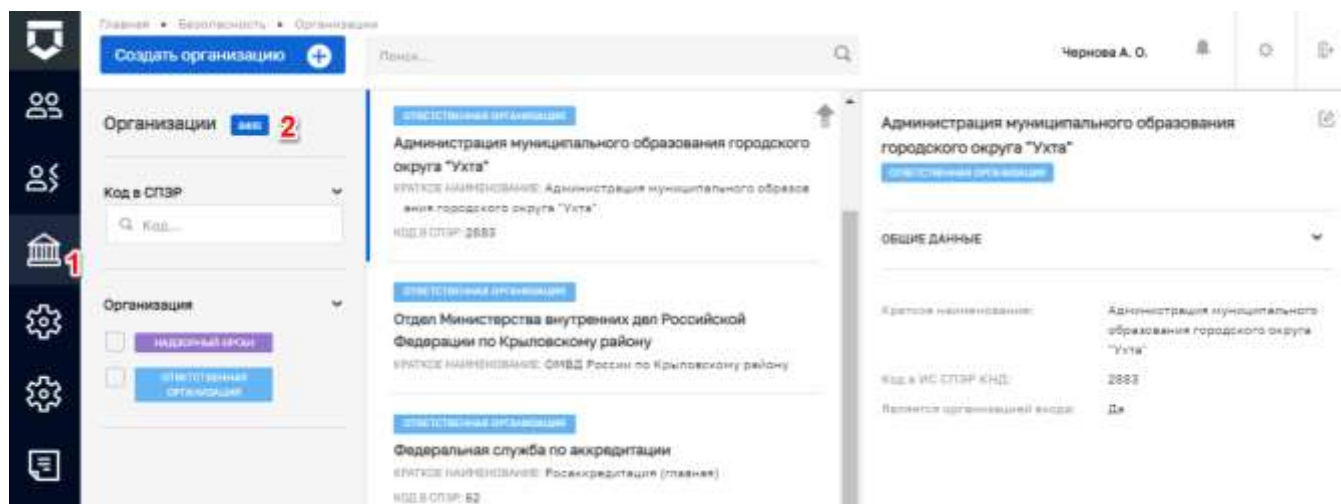 Главная • Безопасность • Организации
Создать организацию
Поиск...
Чернова А. О.
Организации
2
Код в СПЭР
Код...
1
Организация
НАДЗОРНЫЙ ОРГАН
ОТВЕТСТВЕННАЯ
ОРГАНИЗАЦИЯ
ОТВЕТСТВЕННАЯ ОРГАНИЗАЦИЯ
Администрация муниципального образования городского
округа "Ухта"
КРАТКОЕ НАИМЕНОВАНИЕ: Администрация муниципального образов
ания городского округа "Ухта"
КОД В СПЭР: 2883
ОТВЕТСТВЕННАЯ ОРГАНИЗАЦИЯ
Отдел Министерства внутренних дел Российской
Федерации по Крыловскому району
КРАТКОЕ НАИМЕНОВАНИЕ: ОМВД России по Крыловскому району
ОТВЕТСТВЕННАЯ ОРГАНИЗАЦИЯ
Федеральная служба по аккредитации
КРАТКОЕ НАИМЕНОВАНИЕ: Росаккредитация (главная)
КОД В СПЭР: 62
Администрация муниципального образования
городского округа "Ухта"
ОТВЕТСТВЕННАЯ ОРГАНИЗАЦИЯ
ОБЩИЕ ДАННЫЕ
Краткое наименование: Администрация муниципального
образования городского округа
"Ухта"
Код в ИС СПЭР КНД: 2883
Является организацией входа: Да